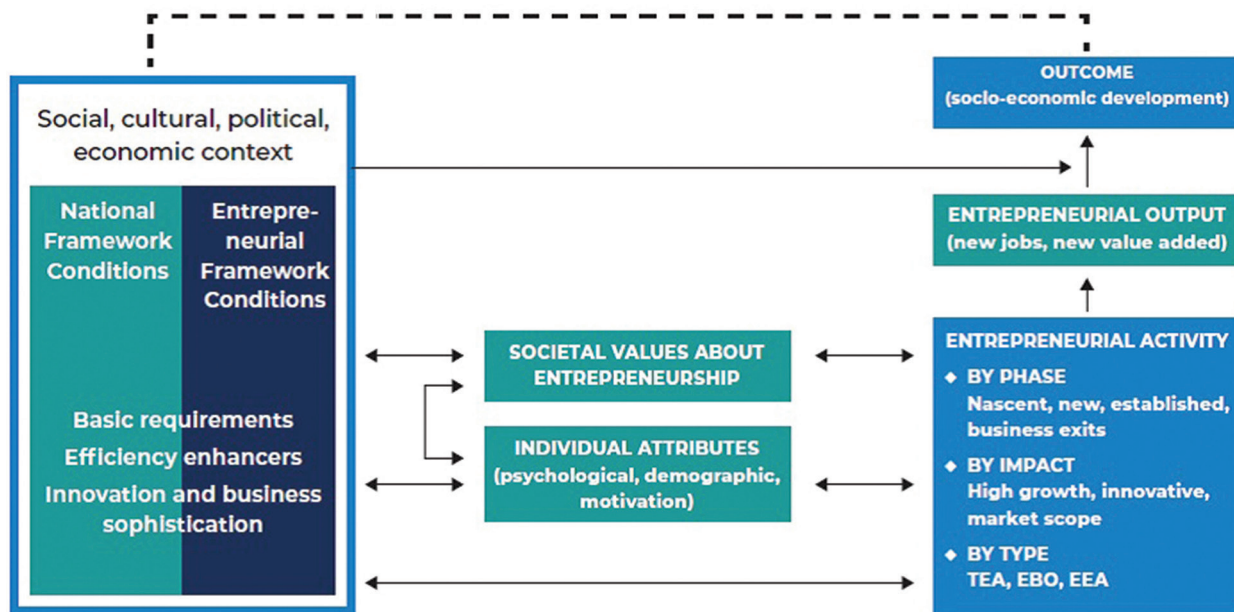 Social, cultural, political,
economic context
National
Framework
Conditions
Entrepre-
neurial
Framework
Conditions
Basic requirements
Efficiency enhancers
Innovation and business
sophistication
SOCIETAL VALUES ABOUT
ENTREPRENEURSHIP
INDIVIDUAL ATTRIBUTES
(psychological, demographic,
motivation)
OUTCOME
(socio-economic development)
ENTREPRENEURIAL OUTPUT
(new jobs, new value added)
ENTREPRENEURIAL ACTIVITY
◆ BY PHASE
Nascent, new, established,
business exits
◆ BY IMPACT
High growth, innovative,
market scope
◆ BY TYPE
TEA, EBO, EEA